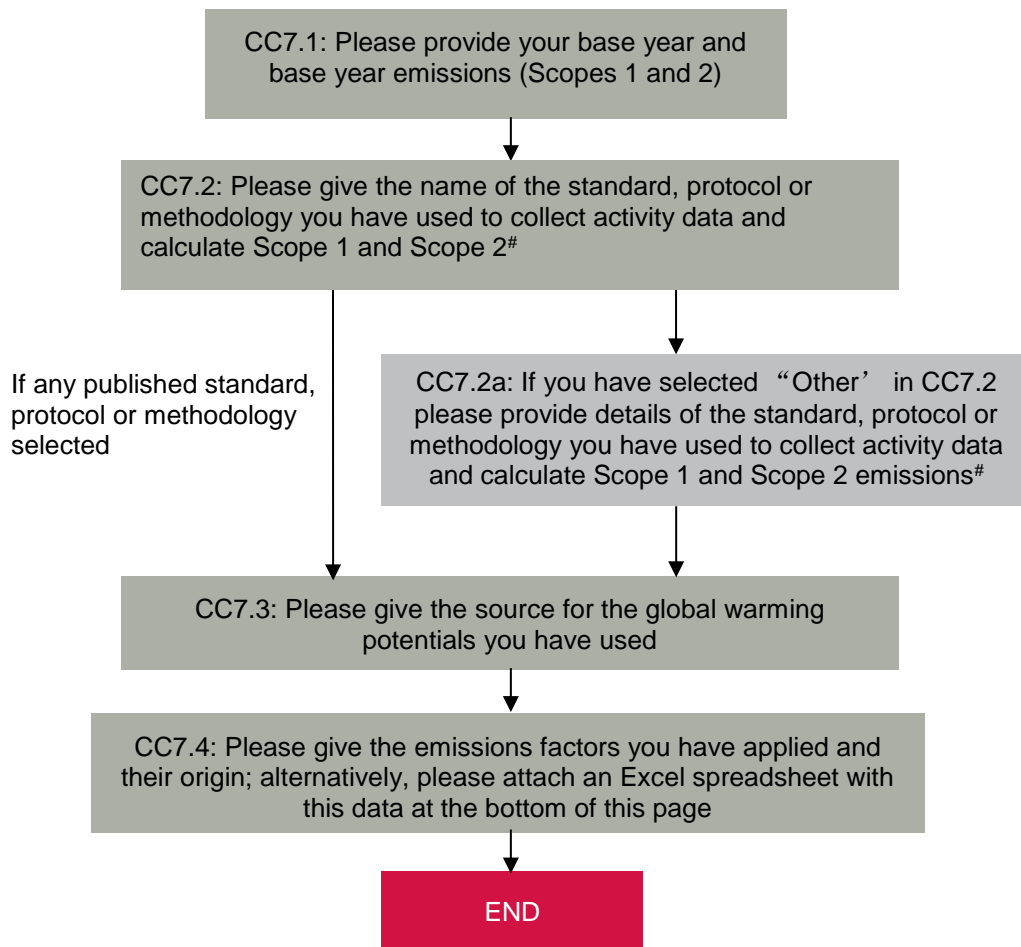 CC7.1: Please provide your base year and
base year emissions (Scopes 1 and 2)
CC7.2: Please give the name of the standard, protocol or
methodology you have used to collect activity data and
calculate Scope 1 and Scope 2#
If any published standard,
protocol or methodology
selected
CC7.2a: If you have selected “Other’ in CC7.2
please provide details of the standard, protocol or
methodology you have used to collect activity data
and calculate Scope 1 and Scope 2 emissions#
CC7.3: Please give the source for the global warming
potentials you have used
CC7.4: Please give the emissions factors you have applied and
their origin; alternatively, please attach an Excel spreadsheet with
this data at the bottom of this page
END